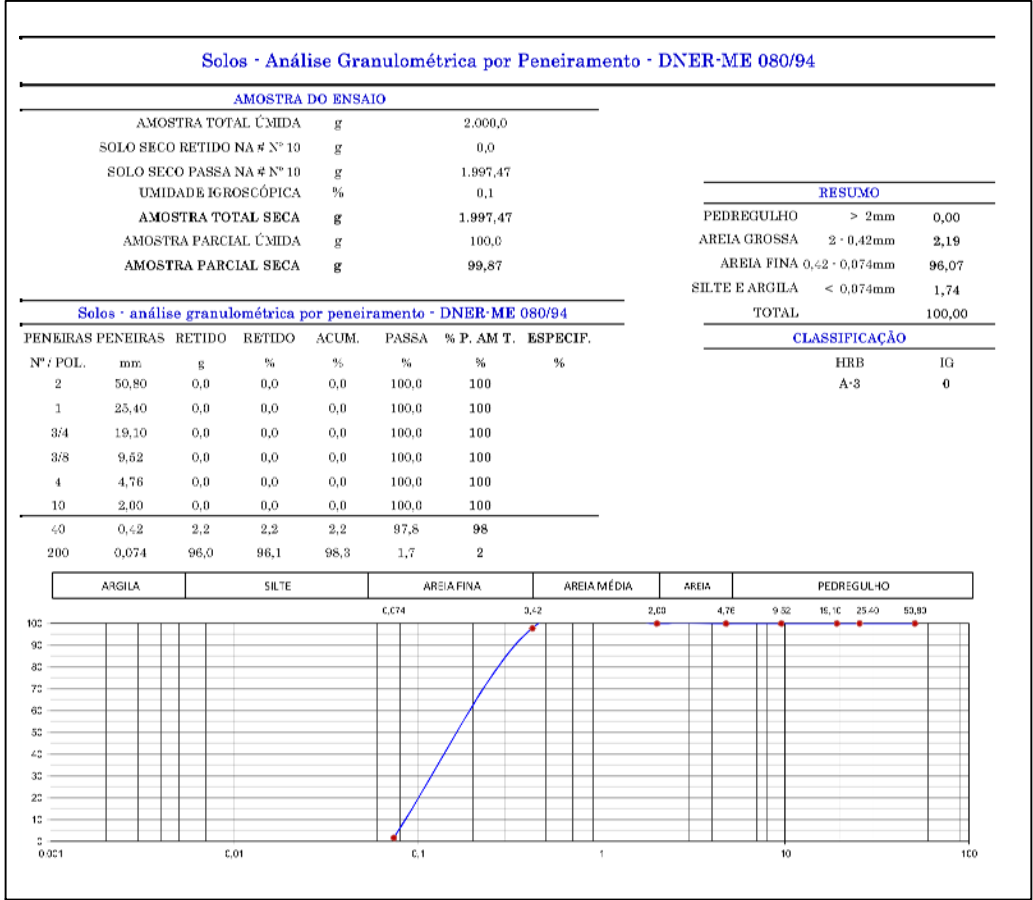 Solos - Análise Granulométrica por Peneiramento - DNER-ME 080/94
AMOSTRA DO ENSAIO
AMOSTRA TOTAL ÚMIDA g 2.000,0
SOLO SECO RETIDO NA # Nº 10 g 0,0
SOLO SECO PASSA NA # Nº 10 g 1.997,47
UMIDADE IGROSCÓPICA % 0,1
AMOSTRA TOTAL SECA g 1.997,47
AMOSTRA PARCIAL ÚMIDA g 100,0
AMOSTRA PARCIAL SECA g 99,87
RESUMO
PEDREGULHO > 2mm 0,00
AREIA GROSSA 2 - 0,42mm 2,19
AREIA FINA 0,42 - 0,074mm 96,07
SILTE E ARGILA < 0,074mm 1,74
TOTAL 100,00
CLASSIFICAÇÃO
HRB IG
A-3 0
Solos - análise granulométrica por peneiramento - DNER-ME 080/94
PENEIRAS PENEIRAS RETIDO RETIDO ACUM. PASSA % P. AM T. ESPECIF.
Nº / POL. mm g % % % % %
2 50,80 0,0 0,0 0,0 100,0 100
1 25,40 0,0 0,0 0,0 100,0 100
3/4 19,10 0,0 0,0 0,0 100,0 100
3/8 9,52 0,0 0,0 0,0 100,0 100
4 4,76 0,0 0,0 0,0 100,0 100
10 2,00 0,0 0,0 0,0 100,0 100
40 0,42 2,2 2,2 2,2 97,8 98
200 0,074 96,0 96,1 98,3 1,7 2
ARGILA SILTE AREIA FINA AREIA MÉDIA AREIA PEDREGULHO
0,074 0,42 2,00 4,76 9,52 19,10 25,40 50,80
100
90
80
70
60
50
40
30
20
10
0
0,001 0,01 0,1 1 10 100